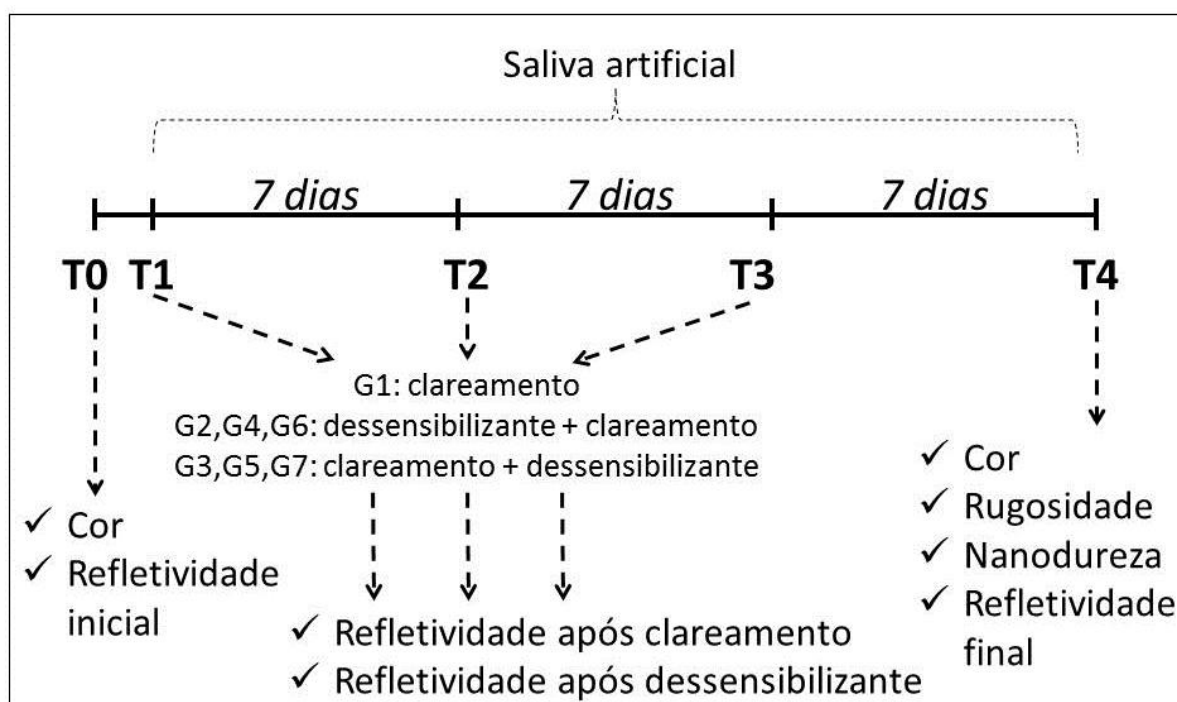 Saliva artificial
7 dias 7 dias 7 dias
T0 T1 T2 T3 T4
G1: clareamento
G2,G4,G6: dessensibilizante + clareamento
G3,G5,G7: clareamento + dessensibilizante
✓ Cor
✓ Refletividade
inicial
✓ Refletividade após clareamento
✓ Refletividade após dessensibilizante
✓ Cor
✓ Rugosidade
✓ Nanodureza
✓ Refletividade
final